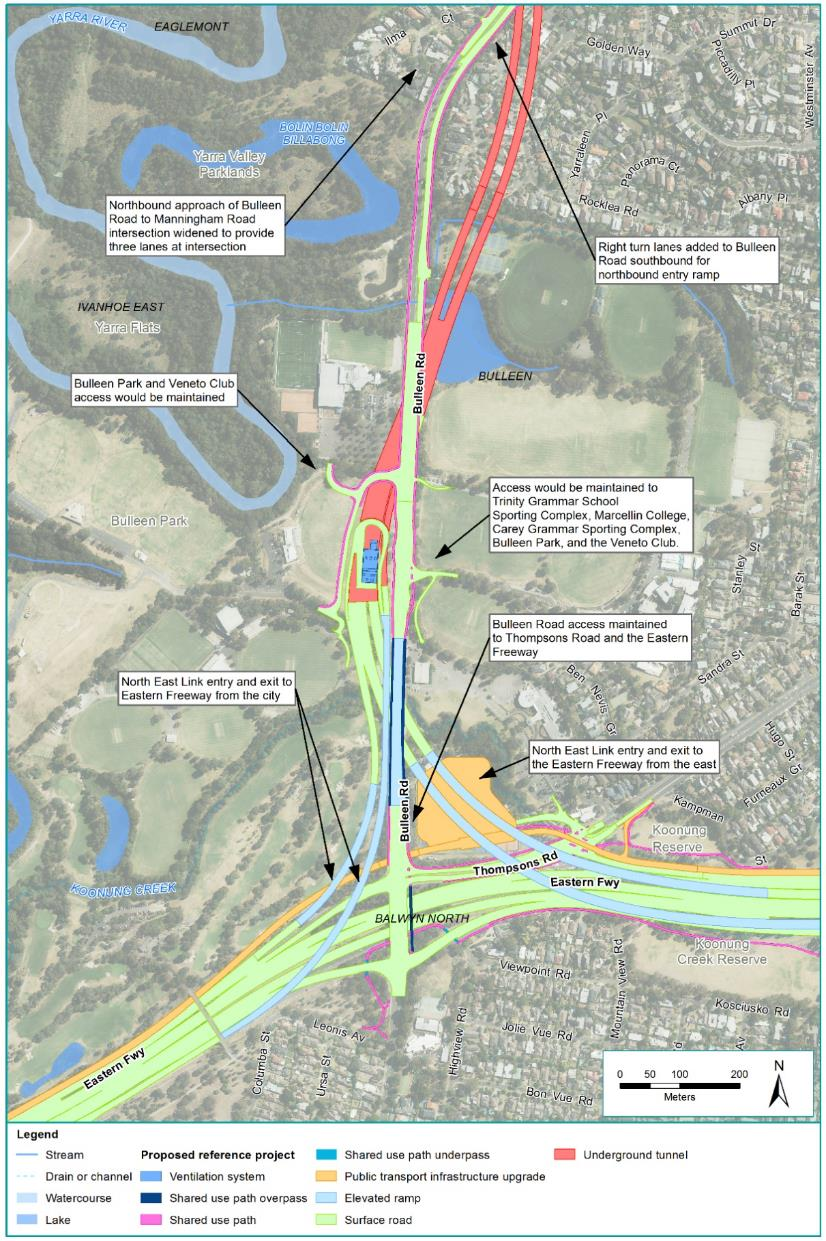 YARRA RIVER
EAGLEMONT
Ilma Ct
Golden Way
Summit Dr
Piccadilly Pl
Westminster Av
BOLIN BOLIN
BILLABONG
Yarra Valley
Parklands
Yarraleen Pl
Panorama Ct
Rocklea Rd
Albany Pl
Northbound approach of Bulleen
Road to Manningham Road
intersection widened to provide
three lanes at intersection
Right turn lanes added to Bulleen
Road southbound for
northbound entry ramp
IVANHOE EAST
Yarra Flats
Bulleen Rd
BULLEEN
Bulleen Park and Veneto Club
access would be maintained
Access would be maintained to
Trinity Grammar School
Sporting Complex, Marcellin College,
Carey Grammar Sporting Complex,
Bulleen Park, and the Veneto Club.
Bulleen Park
Stanley St
Barak St
Bulleen Road access maintained
to Thompsons Road and the Eastern
Freeway
Sandra St
Ben Nevis Gr
North East Link entry and exit to
Eastern Freeway from the city
Hugo St
North East Link entry and exit to
the Eastern Freeway from the east
Furneaux Gr
Bulleen Rd
Kampman St
Koonung
Reserve
Thompsons Rd
Eastern Fwy
KOONUNG CREEK
BALWYN NORTH
Koonung
Creek Reserve
Viewpoint Rd
Mountain View Rd
Kosciusko Rd
Leonis Av
Highview Rd
Jolie Vue Rd
rd
Av
Columba St
Ursa St
Eastern Fwy
Bon Vue Rd
0 50 100 200
Meters
N
Legend
Stream
Drain or channel
Watercourse
Lake
Proposed reference project
Ventilation system
Shared use path overpass
Shared use path
Shared use path underpass
Public transport infrastructure upgrade
Elevated ramp
Surface road
Underground tunnel